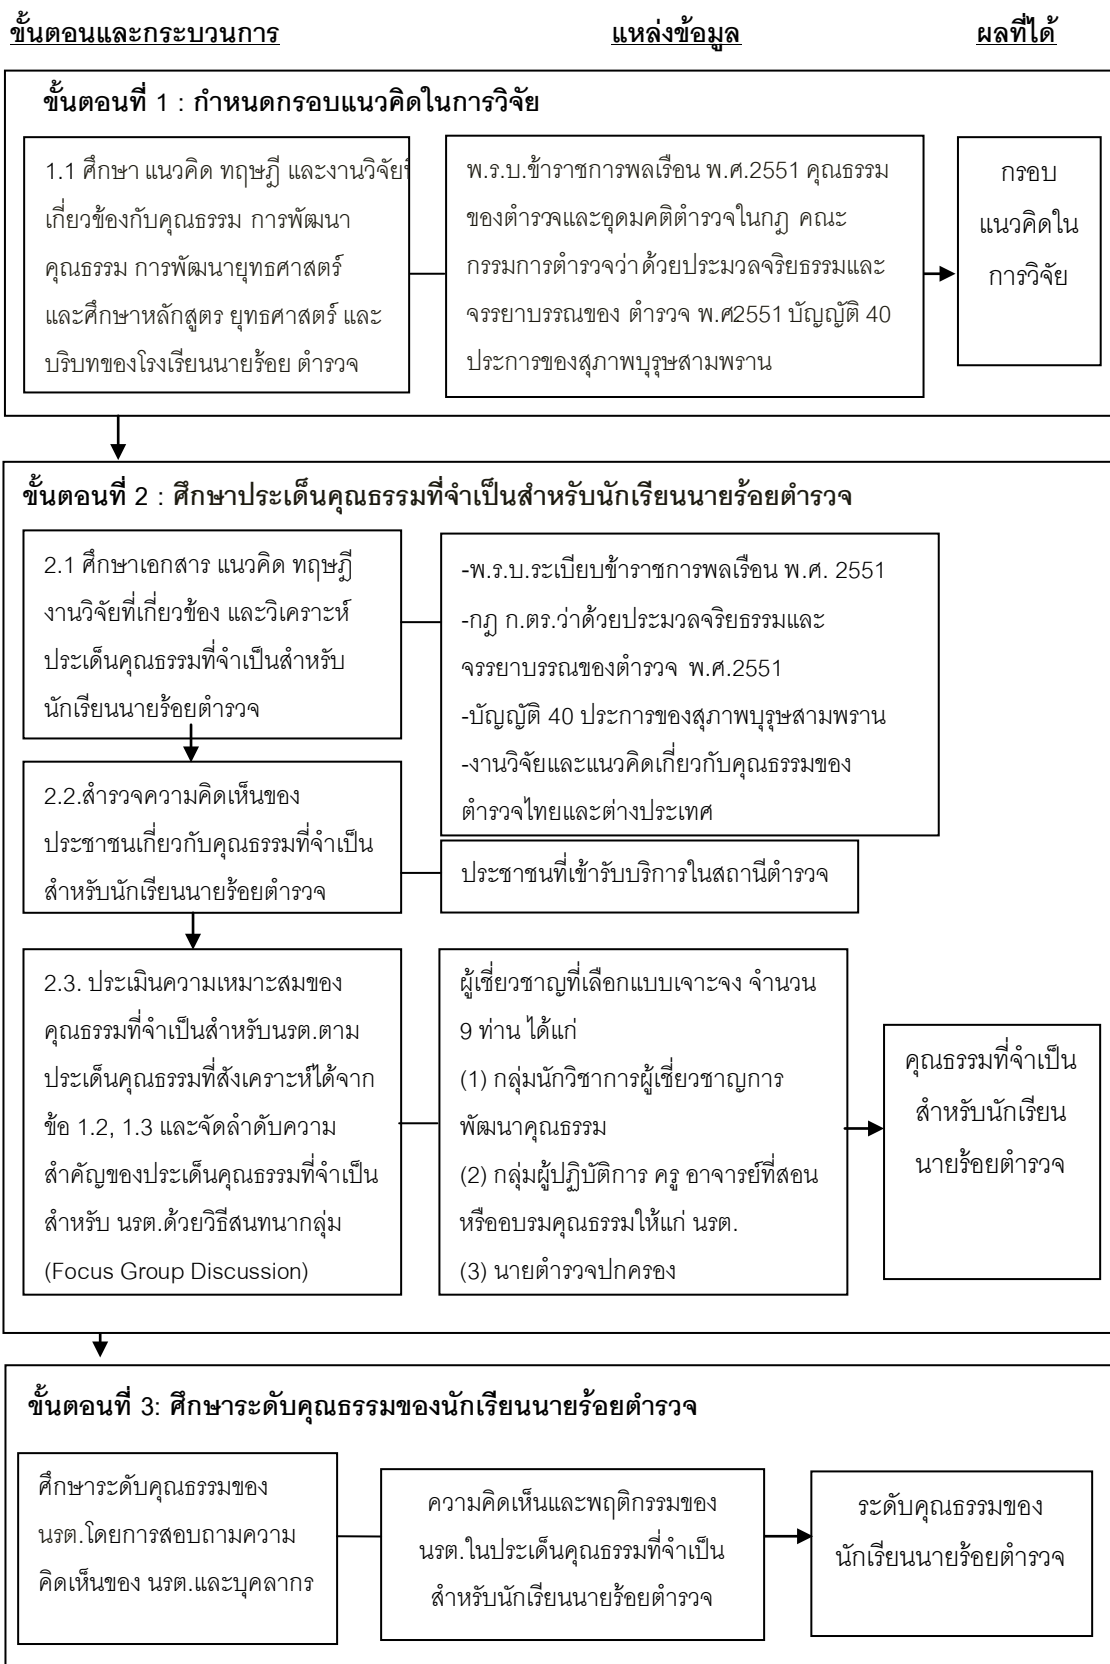 ขั้นตอนและกระบวนการ แหล่งข้อมูล ผลที่ได้
ขั้นตอนที่ 1 : กำหนดกรอบแนวคิดในการวิจัย
1.1 ศึกษา แนวคิด ทฤษฎี และงานวิจัยที่
เกี่ยวข้องกับคุณธรรม การพัฒนา
คุณธรรม การพัฒนายุทธศาสตร์
และศึกษาหลักสูตร ยุทธศาสตร์ และ
บริบทของโรงเรียนนายร้อย ตำรวจ
พ.ร.บ.ข้าราชการพลเรือน พ.ศ.2551 คุณธรรม
ของตำรวจและอุดมคติตำรวจในกฎ คณะ
กรรมการตำรวจว่าด้วยประมวลจริยธรรมและ
จรรยาบรรณของ ตำรวจ พ.ศ2551 บัญญัติ 40
ประการของสุภาพบุรุษสามพราน
กรอบ
แนวคิดใน
การวิจัย
ขั้นตอนที่ 2 : ศึกษาประเด็นคุณธรรมที่จำเป็นสำหรับนักเรียนนายร้อยตำรวจ
2.1 ศึกษาเอกสาร แนวคิด ทฤษฎี
งานวิจัยที่เกี่ยวข้อง และวิเคราะห์
ประเด็นคุณธรรมที่จำเป็นสำหรับ
นักเรียนนายร้อยตำรวจ
-พ.ร.บ.ระเบียบข้าราชการพลเรือน พ.ศ. 2551
-กฎ ก.ตร.ว่าด้วยประมวลจริยธรรมและ
จรรยาบรรณของตำรวจ พ.ศ.2551
-บัญญัติ 40 ประการของสุภาพบุรุษสามพราน
-งานวิจัยและแนวคิดเกี่ยวกับคุณธรรมของ
ตำรวจไทยและต่างประเทศ
2.2.สำรวจความคิดเห็นของ
ประชาชนเกี่ยวกับคุณธรรมที่จำเป็น
สำหรับนักเรียนนายร้อยตำรวจ
ประชาชนที่เข้ารับบริการในสถานีตำรวจ
2.3. ประเมินความเหมาะสมของ
คุณธรรมที่จำเป็นสำหรับนรต.ตาม
ประเด็นคุณธรรมที่สังเคราะห์ได้จาก
ข้อ 1.2, 1.3 และจัดลำดับความ
สำคัญของประเด็นคุณธรรมที่จำเป็น
สำหรับ นรต.ด้วยวิธีสนทนากลุ่ม
(Focus Group Discussion)
ผู้เชี่ยวชาญที่เลือกแบบเจาะจง จำนวน
9 ท่าน ได้แก่
(1) กลุ่มนักวิชาการผู้เชี่ยวชาญการ
พัฒนาคุณธรรม
(2) กลุ่มผู้ปฏิบัติการ ครู อาจารย์ที่สอน
หรืออบรมคุณธรรมให้แก่ นรต.
(3) นายตำรวจปกครอง
คุณธรรมที่จำเป็น
สำหรับนักเรียน
นายร้อยตำรวจ
ขั้นตอนที่ 3: ศึกษาระดับคุณธรรมของนักเรียนนายร้อยตำรวจ
ศึกษาระดับคุณธรรมของ
นรต.โดยการสอบถามความ
คิดเห็นของ นรต.และบุคลากร
ความคิดเห็นและพฤติกรรมของ
นรต.ในประเด็นคุณธรรมที่จำเป็น
สำหรับนักเรียนนายร้อยตำรวจ
ระดับคุณธรรมของ
นักเรียนนายร้อยตำรวจ